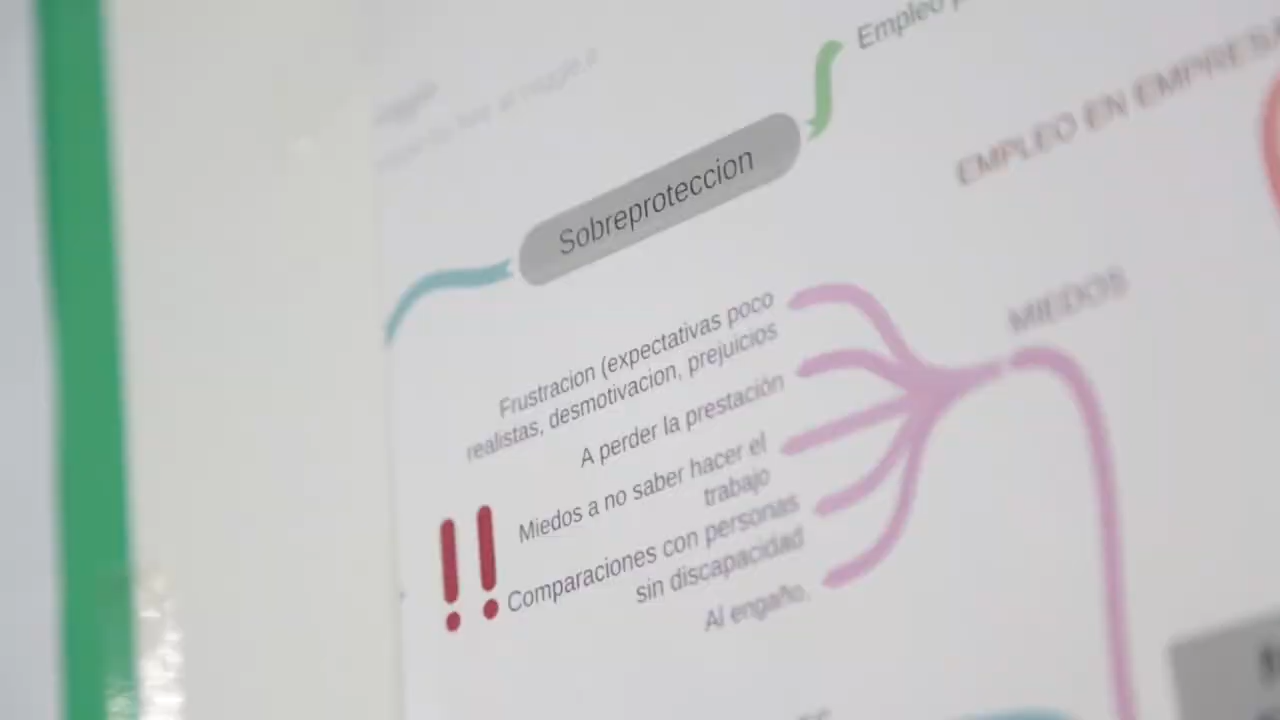 Empleo
EMPLEO EN EMPRESA
Sobreproteccion
MIEDOS
Frustracion (expectativas poco
realistas, desmotivacion, prejuicios
A perder la prestación
Miedos a no saber hacer el
trabajo
Comparaciones con personas
sin discapacidad
Al engaño,